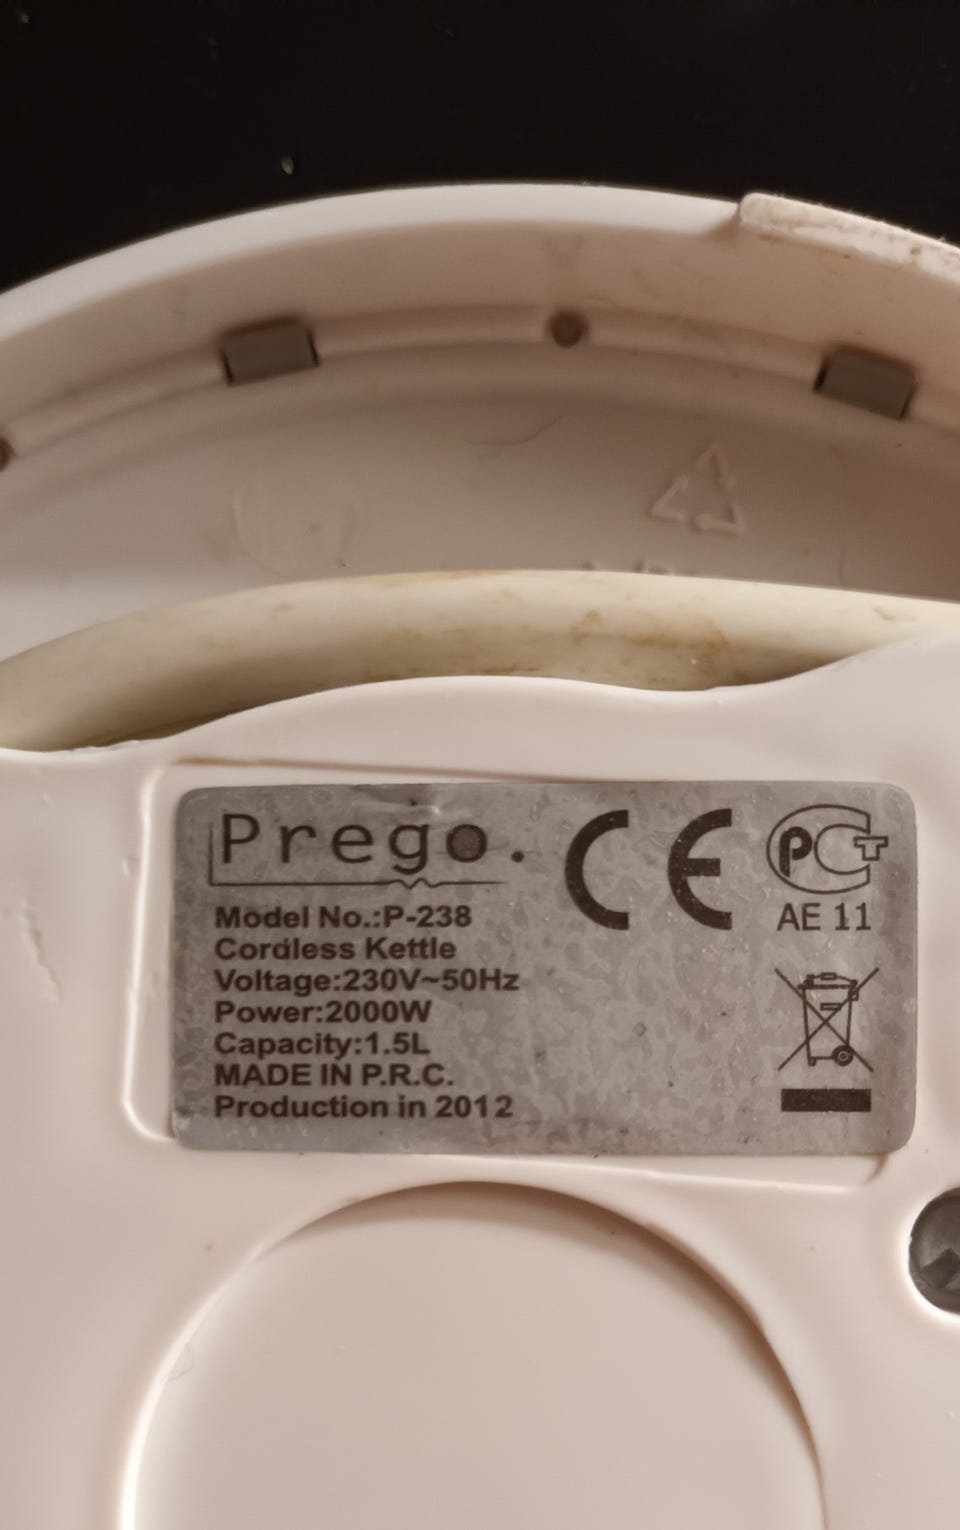 Prego.
CE
PCT
AE 11
Model No.:P-238
Cordless Kettle
Voltage:230V~50Hz
Power:2000W
Capacity:1.5L
MADE IN P.R.C.
Production in 2012